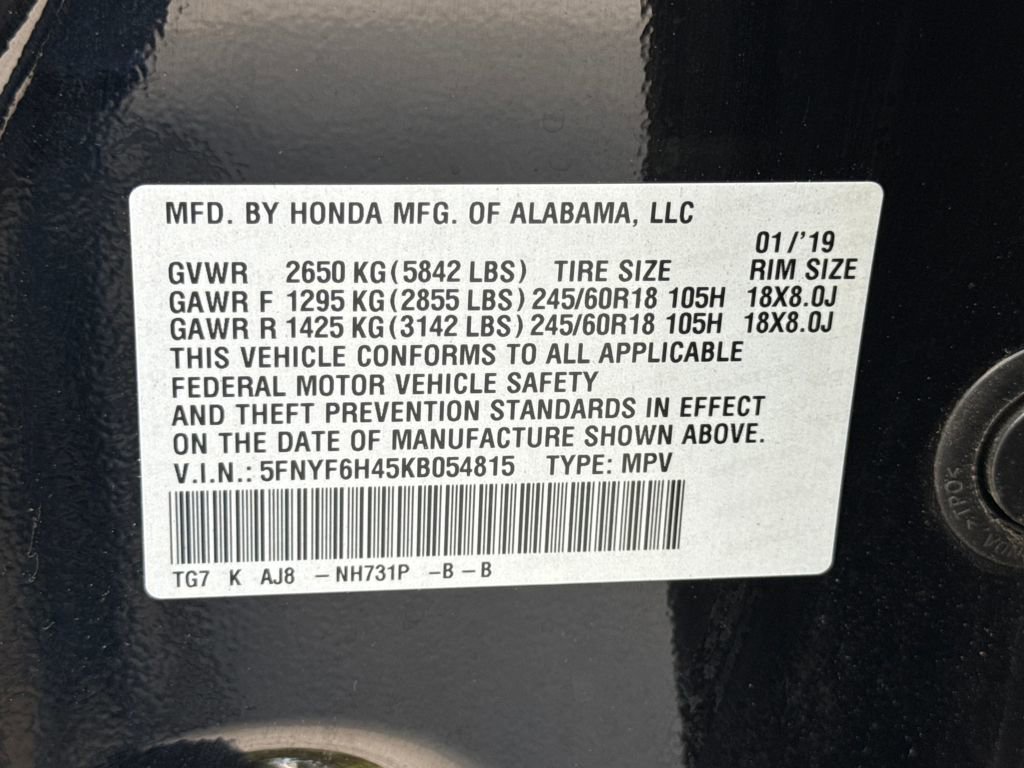 MFD. BY HONDA MFG. OF ALABAMA, LLC
01/'19
GVWR 2650 KG (5842 LBS) TIRE SIZE RIM SIZE
GAWR F 1295 KG (2855 LBS) 245/60R18 105H 18X8.0J
GAWR R 1425 KG (3142 LBS) 245/60R18 105H 18X8.0J
THIS VEHICLE CONFORMS TO ALL APPLICABLE
FEDERAL MOTOR VEHICLE SAFETY
AND THEFT PREVENTION STANDARDS IN EFFECT
ON THE DATE OF MANUFACTURE SHOWN ABOVE.
V.I.N.: 5FNYF6H45KB054815 TYPE: MPV
TG7 K AJ8 -NH731P -B-B